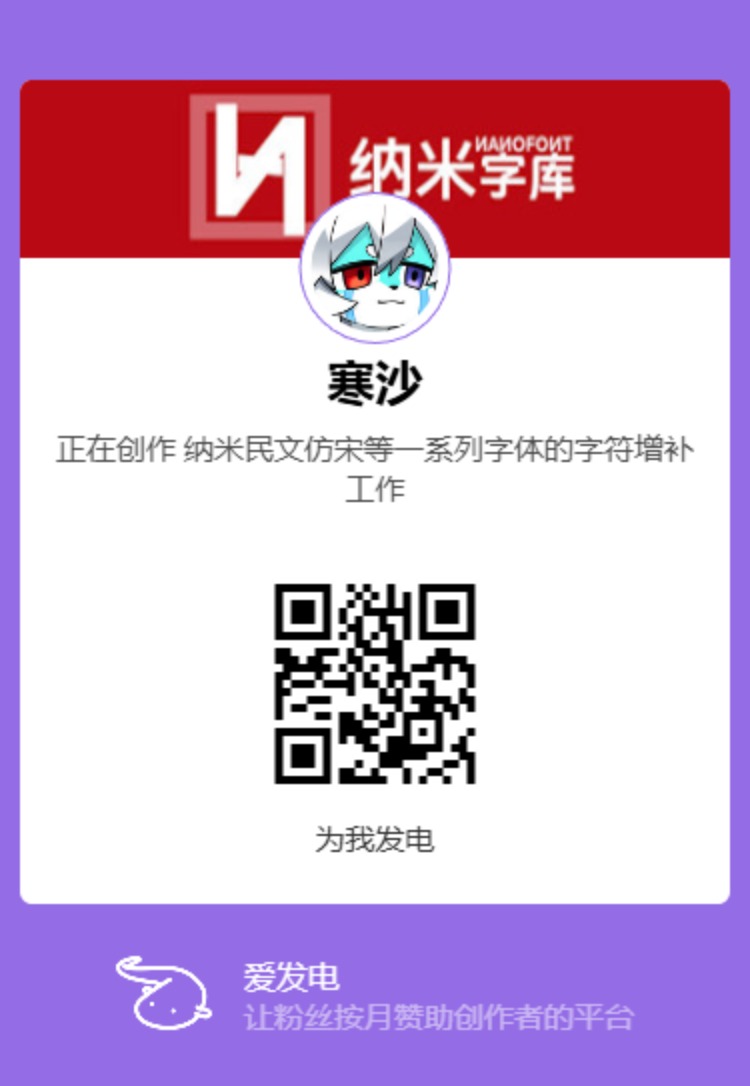 纳米字库
NANOFONT
寒沙
正在创作 纳米民文仿宋等一系列字体的字符增补
工作
为我发电
爱发电
让粉丝按月赞助创作者的平台